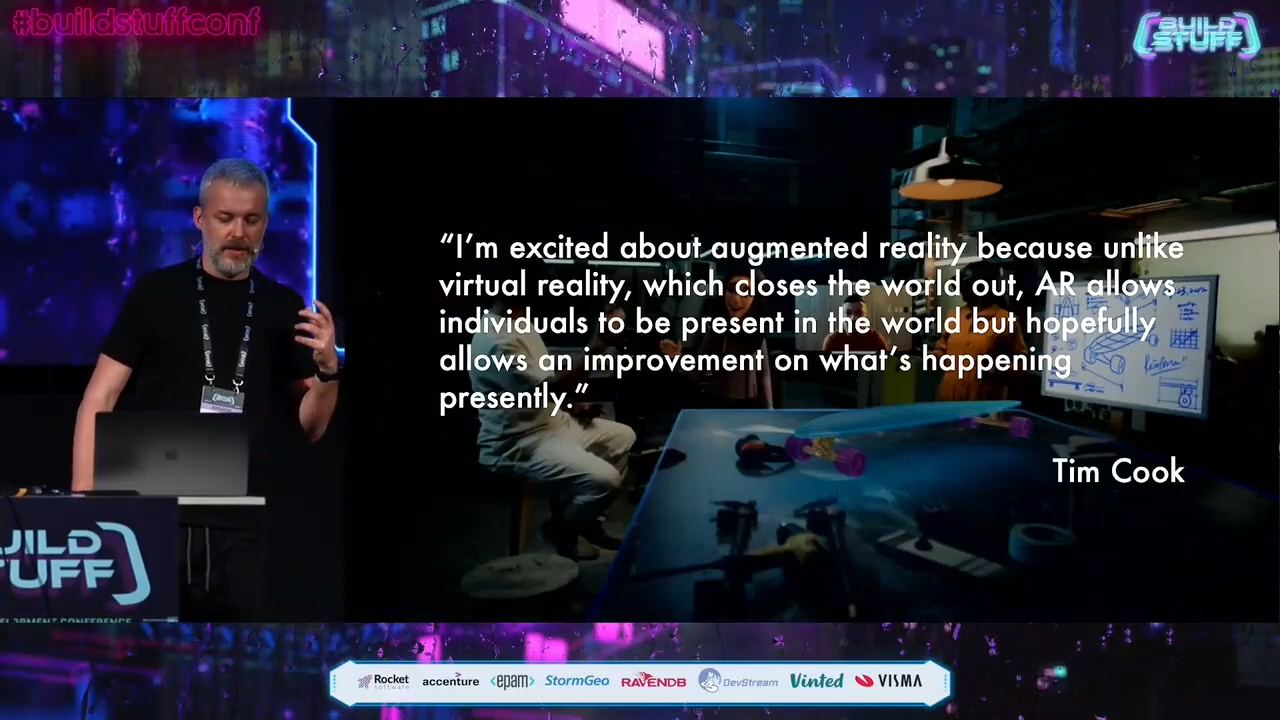 #buildstuffconf
BUILD
STUFF
“I’m excited about augmented reality because unlike
virtual reality, which closes the world out, AR allows
individuals to be present in the world but hopefully
allows an improvement on what’s happening
presently.”
Tim Cook
UILD
TUFF
Rocket
software
accenture
<epam>
StormGeo
RAVENDB
DevStream
Vinted
VISMA